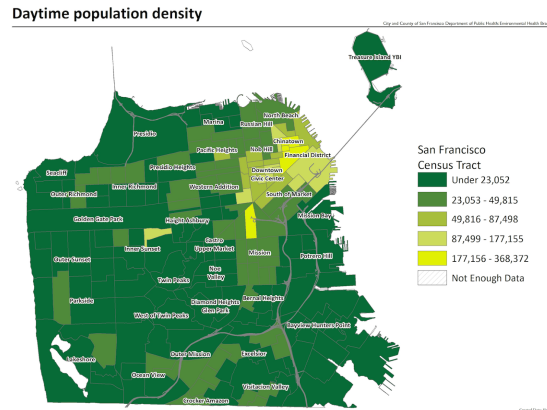 Daytime population density
City and County of San Francisco Department of Public Health, Environmental Health
Treasure Island YBI
North Beach
Marina
Russian Hill
Presidio
Chinatown
Pacific Heights
Nob Hill
Financial District
Presidio Heights
Downtown
Civic Center
Seacliff
Inner Richmond
Western Addition
Outer Richmond
South of Market
Golden Gate Park
Haight Ashbury
Mission Bay
Castro
Upper Market
Inner Sunset
Mission
Potrero Hill
Outer Sunset
Noe
Valley
Twin Peaks
Parkside
Diamond Heights
Glen Park
Bernal Heights
West of Twin Peaks
Bayview Hunters Point
Lakeshore
Outer Mission
Excelsior
Ocean View
Visitacion Valley
Crocker Amazon
San Francisco
Census Tract
Under 23,052
23,053 - 49,815
49,816 - 87,498
87,499 - 177,155
177,156 - 368,372
Not Enough Data